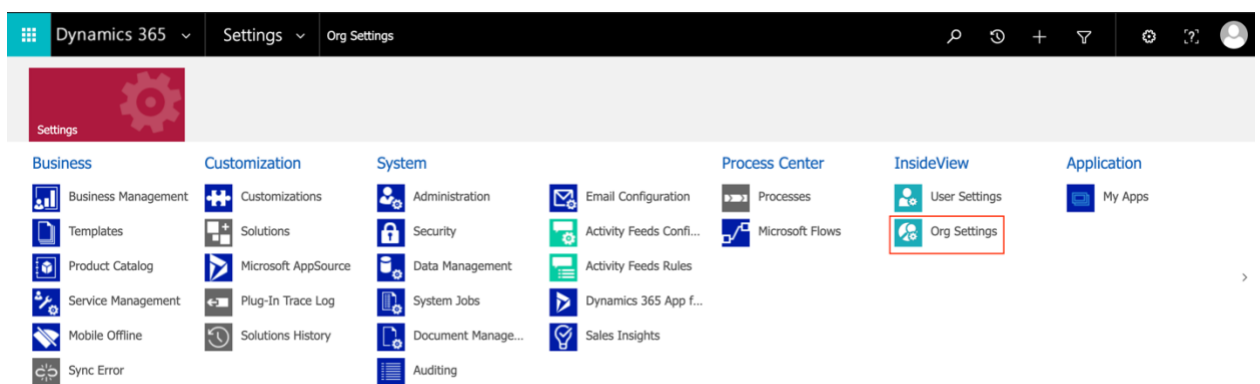 Dynamics 365 Settings Org Settings
Settings
Business
Business Management
Templates
Product Catalog
Service Management
Mobile Offline
Sync Error
Customization
Customizations
Solutions
Microsoft AppSource
Plug-In Trace Log
Solutions History
System
Administration
Security
Data Management
System Jobs
Document Manage...
Auditing
Email Configuration
Activity Feeds Confi...
Activity Feeds Rules
Dynamics 365 App f...
Sales Insights
Process Center
Processes
Microsoft Flows
InsideView
User Settings
Org Settings
Application
My Apps